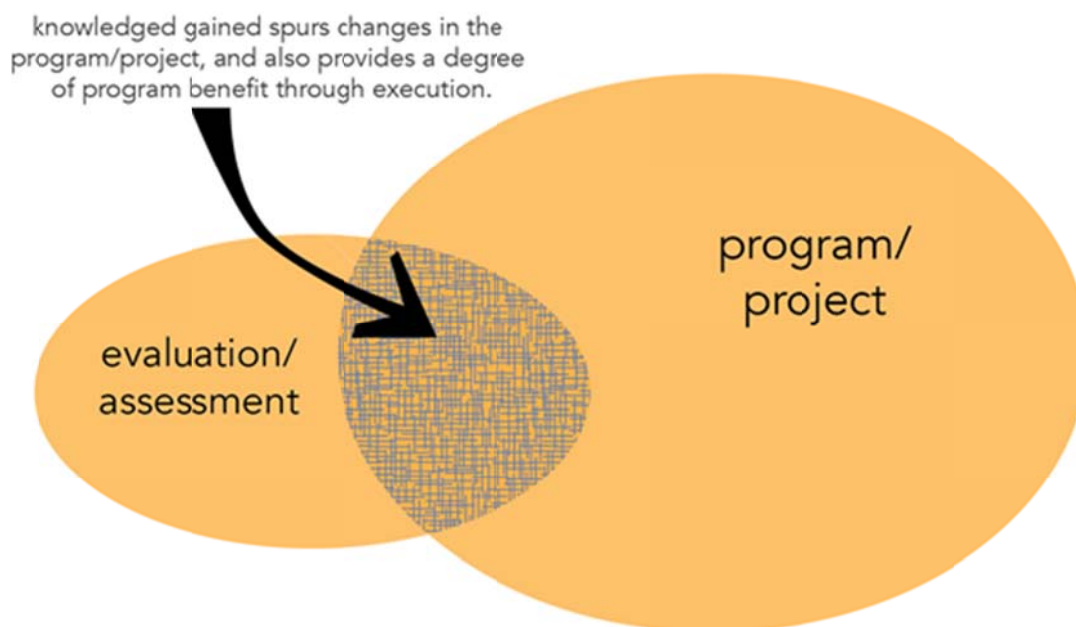 knowledged gained spurs changes in the
program/project, and also provides a degree
of program benefit through execution.
program/
project
evaluation/
assessment